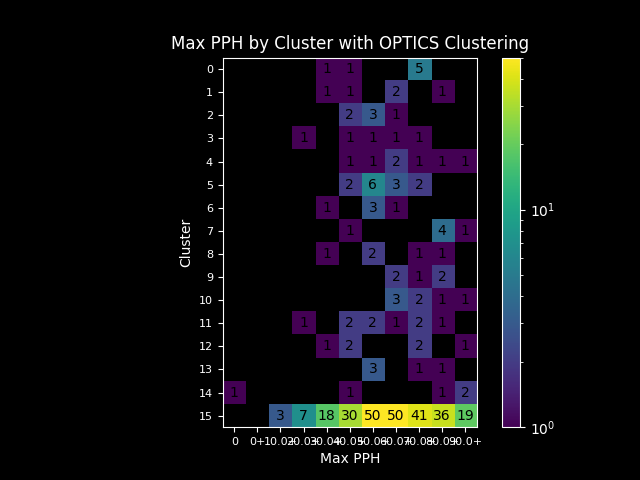 Max PPH by Cluster with OPTICS Clustering
0 1 1 5
1 1 1 2 1
2 2 3 1
3 1 1 1 1 1
4 1 1 2 1 1 1
5 2 6 3 2
6 1 3 1
7 1 4 1
8 1 2 1 1
9 2 1 2
10 3 2 1 1
11 1 2 2 1 2 1
12 1 2 2 1
13 3 1 1
14 1 1 1 2
15 3 7 18 30 50 50 41 36 19
0 0+
Max PPH
Cluster
10¹
10⁰